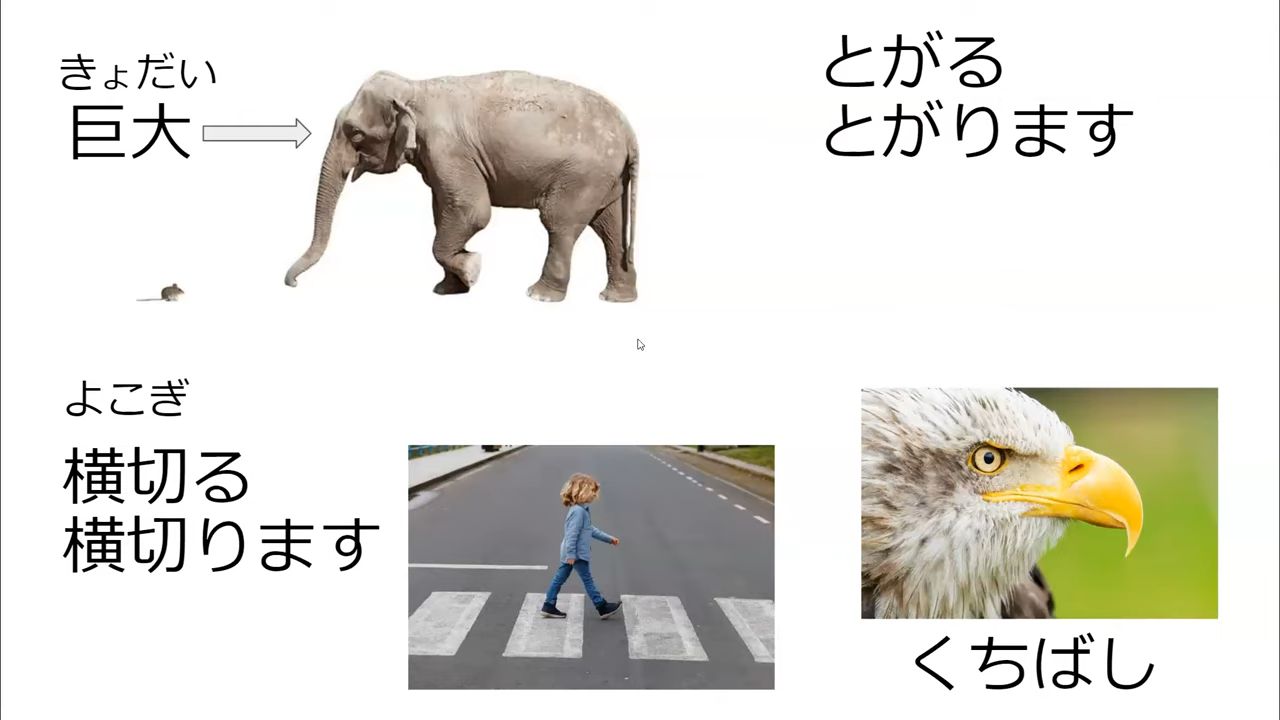 きょだい
巨大
とがる
とがります
よこぎ
横切る
横切ります
くちばし